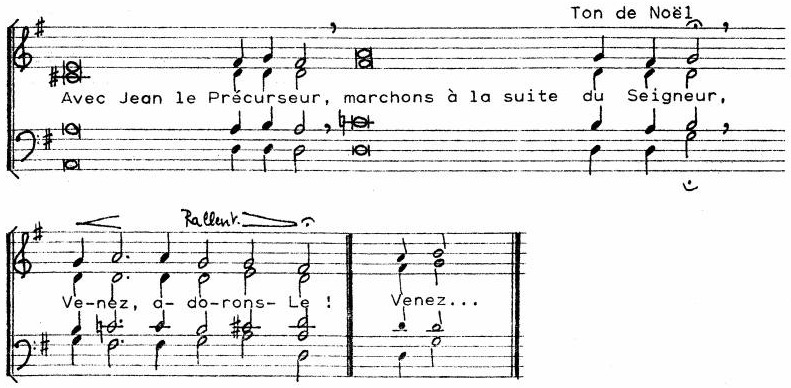 Ton de Noël
Avec Jean le Précurseur, marchons à la suite du Seigneur,
Rallent.
Ve-nez, a- do-rons- Le ! Venez...